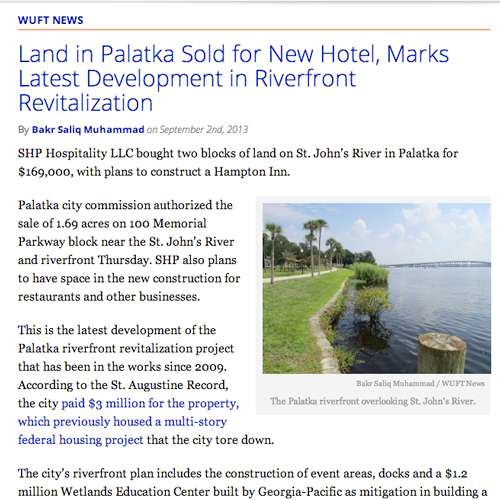 WUFT NEWS
Land in Palatka Sold for New Hotel, Marks
Latest Development in Riverfront
Revitalization
By Bakr Saliq Muhammad on September 2nd, 2013
SHP Hospitality LLC bought two blocks of land on St. John's River in Palatka for
$169,000, with plans to construct a Hampton Inn.
Palatka city commission authorized the
sale of 1.69 acres on 100 Memorial
Parkway block near the St. John's River
and riverfront Thursday. SHP also plans
to have space in the new construction for
restaurants and other businesses.
This is the latest development of the
Palatka riverfront revitalization project
that has been in the works since 2009.
According to the St. Augustine Record,
the city paid $3 million for the property,
which previously housed a multi-story
federal housing project that the city tore down.
Bakr Saliq Muhammad / WUFT News
The Palatka riverfront overlooking St. John's River.
The city's riverfront plan includes the construction of event areas, docks and a $1.2
million Wetlands Education Center built by Georgia-Pacific as mitigation in building a